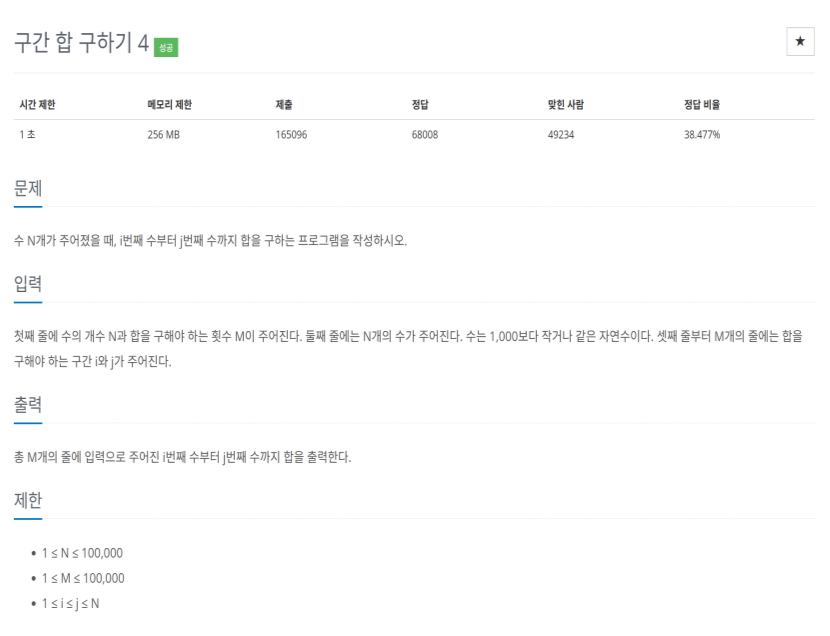 구간 합 구하기 4 성공
★
시간 제한 메모리 제한 제출 정답 맞힌 사람 정답 비율
1 초 256 MB 165096 68008 49234 38.477%
문제
수 N개가 주어졌을 때, i번째 수부터 j번째 수까지 합을 구하는 프로그램을 작성하시오.
입력
첫째 줄에 수의 개수 N과 합을 구해야 하는 횟수 M이 주어진다. 둘째 줄에는 N개의 수가 주어진다. 수는 1,000보다 작거나 같은 자연수이다. 셋째 줄부터 M개의 줄에는 합을
구해야 하는 구간 i와 j가 주어진다.
출력
총 M개의 줄에 입력으로 주어진 i번째 수부터 j번째 수까지 합을 출력한다.
제한
• 1 ≤ N ≤ 100,000
• 1 ≤ M ≤ 100,000
• 1 ≤ i ≤ j ≤ N